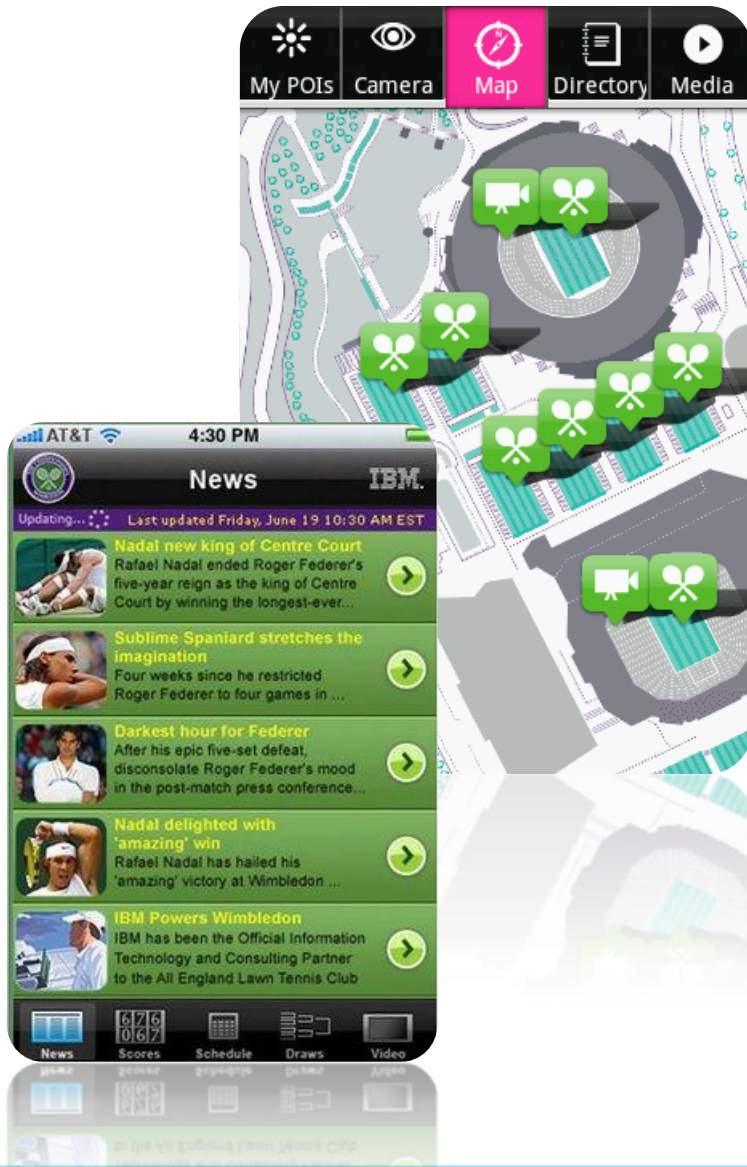 My POIs Camera Map Directory Media
N
AT&T 4:30 PM
News IBM.
Updating... Last updated Friday, June 19 10:30 AM EST
Nadal new king of Centre Court
Rafael Nadal ended Roger Federer's
five-year reign as the king of Centre
Court by winning the longest-ever...
Sublime Spaniard stretches the
imagination
Four weeks since he restricted
Roger Federer to four games in ...
Darkest hour for Federer
After his epic five-set defeat,
disconsolate Roger Federer's mood
in the post-match press conference...
Nadal delighted with
'amazing' win
Rafael Nadal has hailed his
'amazing' victory at Wimbledon ...
IBM Powers Wimbledon
IBM has been the Official Information
Technology and Consulting Partner
to the All England Lawn Tennis Club
676
067
News Scores Schedule Draws Video